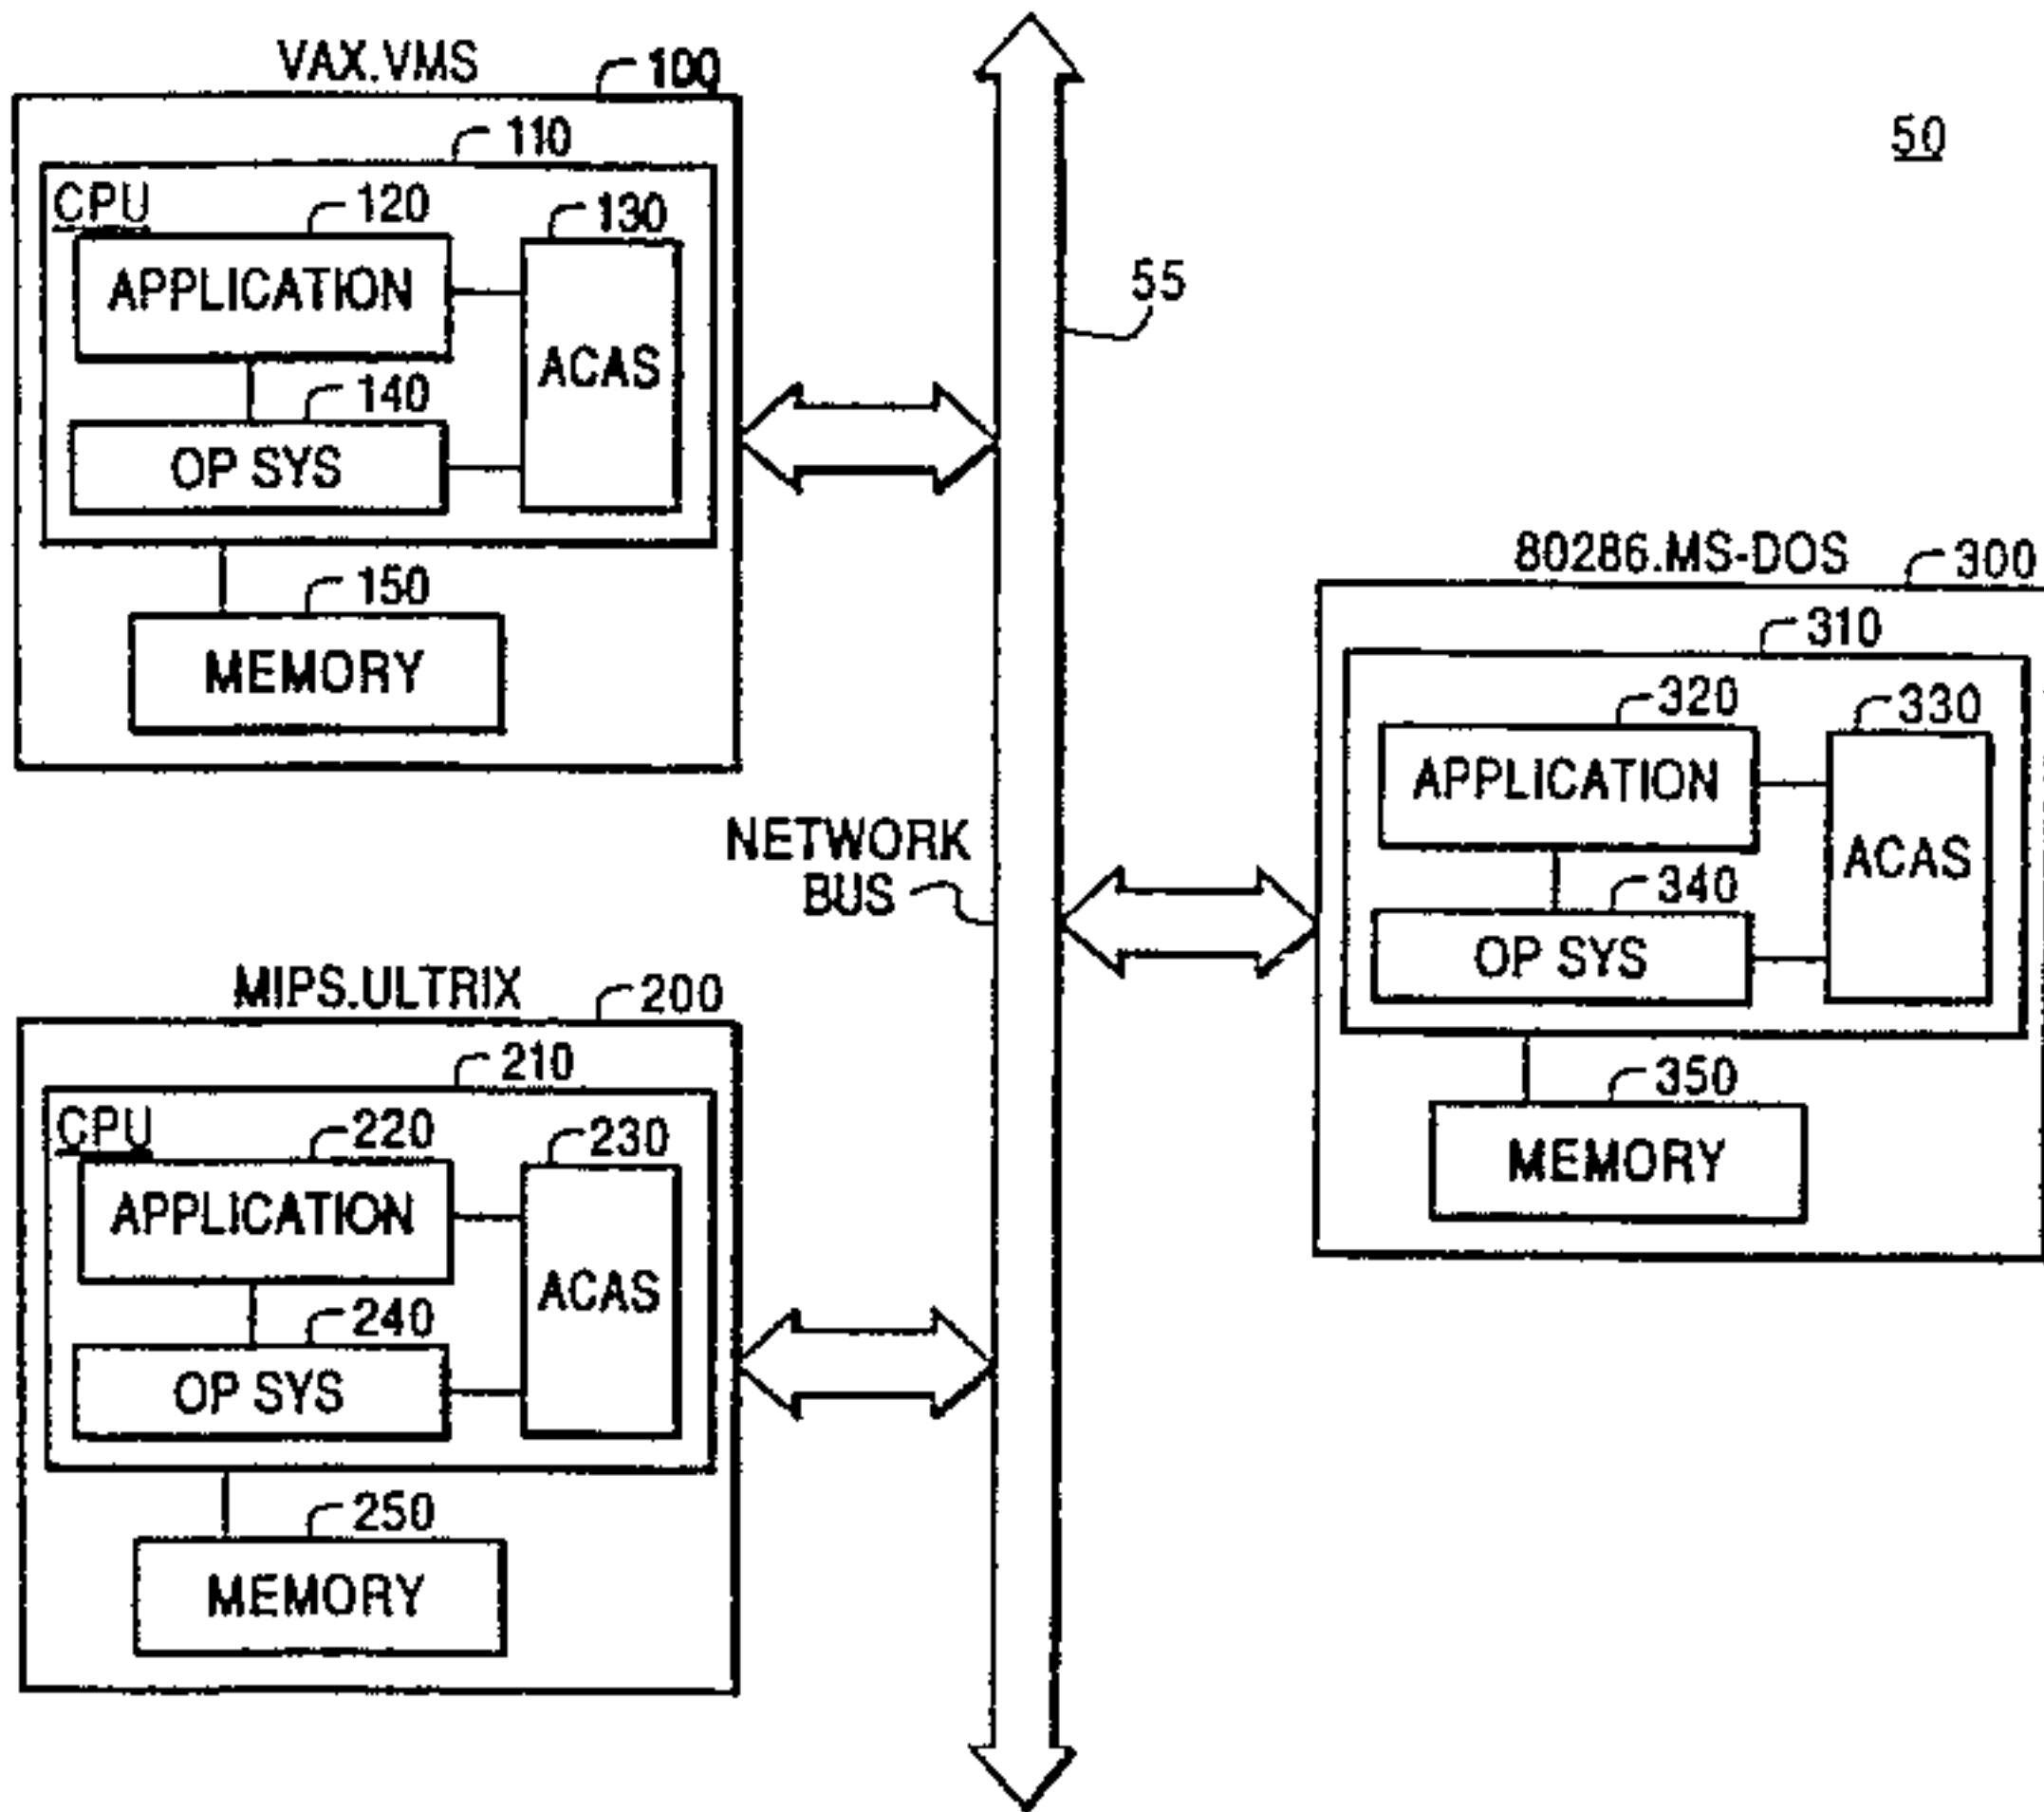 VAX.VMS
100
110
CPU
120
130
APPLICATION
ACAS
140
OP SYS
150
MEMORY
50
55
NETWORK
BUS
MIPS.ULTRIX
200
210
CPU
220
230
APPLICATION
ACAS
240
OP SYS
250
MEMORY
80286.MS-DOS
300
310
320
330
APPLICATION
ACAS
340
OP SYS
350
MEMORY